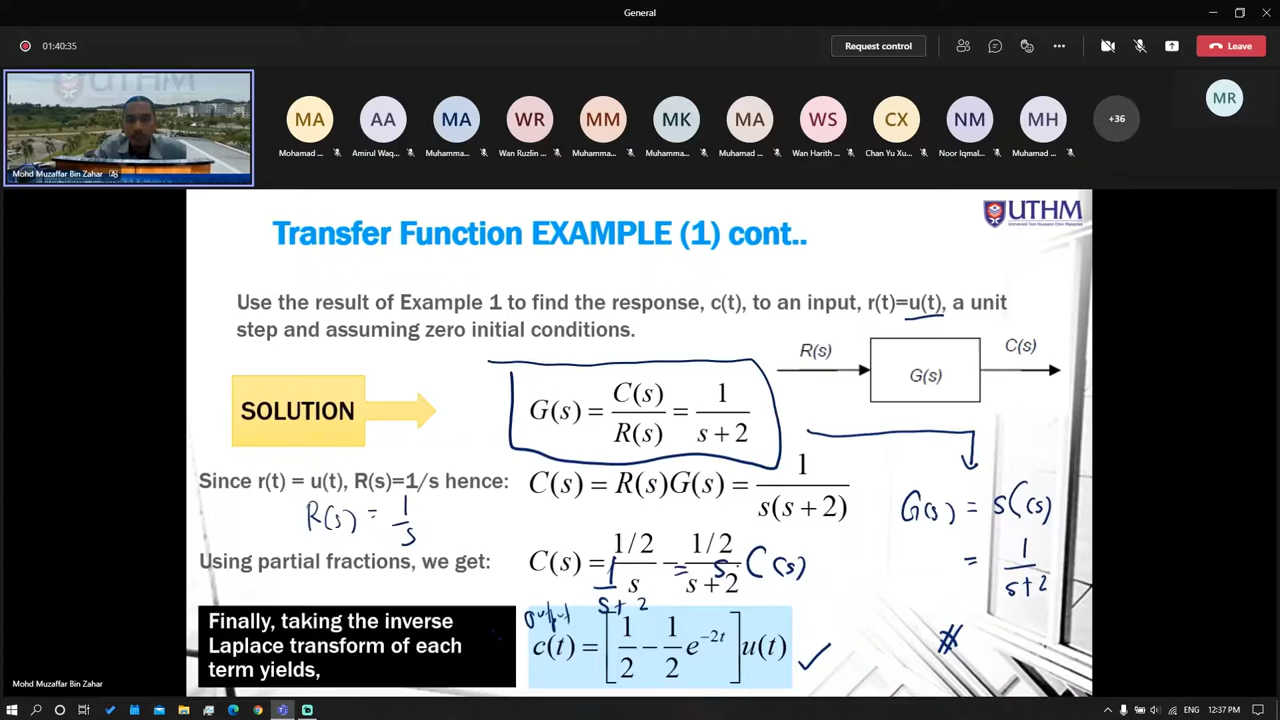 General
01:40:35
Request control
Leave
UTHM
MA
AA
MA
WR
MM
MK
MA
WS
CX
NM
MH
+36
MR
Mohamad ...
Amirul Waq...
Muhamma...
Wan Ruzlin ...
Muhamma...
Muhamma...
Muhamad ...
Wan Harith ...
Chan Yu Xu...
Noor Iqmal...
Muhamad ...
Mohd Muzaffar Bin Zahar
UTHM
Transfer Function EXAMPLE (1) cont..
Use the result of Example 1 to find the response, c(t), to an input, r(t)=u(t), a unit
step and assuming zero initial conditions.
R(s)
G(s)
C(s)
SOLUTION
G(s) = C(s)/R(s) = 1/(s+2)
Since r(t) = u(t), R(s)=1/s hence:
C(s) = R(s)G(s) = 1/(s(s+2))
R(s) = 1/s
G(s) = sC(s)
= 1/(s+2)
Using partial fractions, we get:
C(s) = (1/2)/s − (1/2)/(s+2)
1/(s+2) = s C(s)
Finally, taking the inverse
Laplace transform of each
term yields,
output
c(t) = [1/2 − 1/2 e^{-2t}] u(t)
Mohd Muzaffar Bin Zahar
ENG
12:37 PM